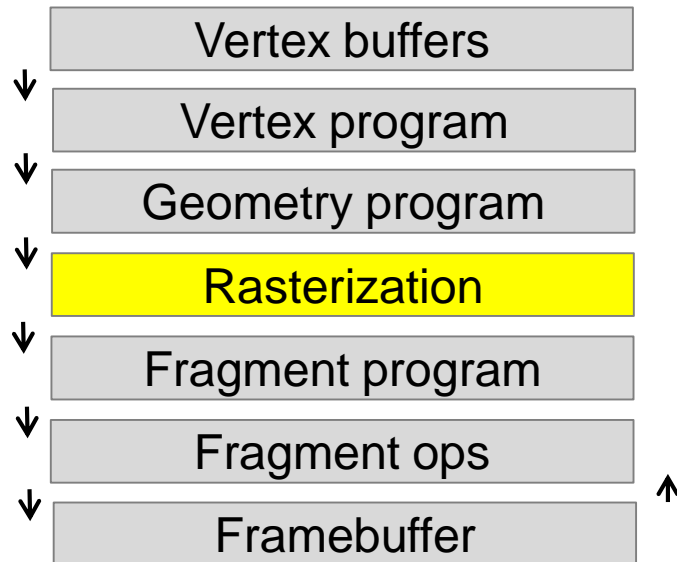 Vertex buffers
Vertex program
Geometry program
Rasterization
Fragment program
Fragment ops
Framebuffer